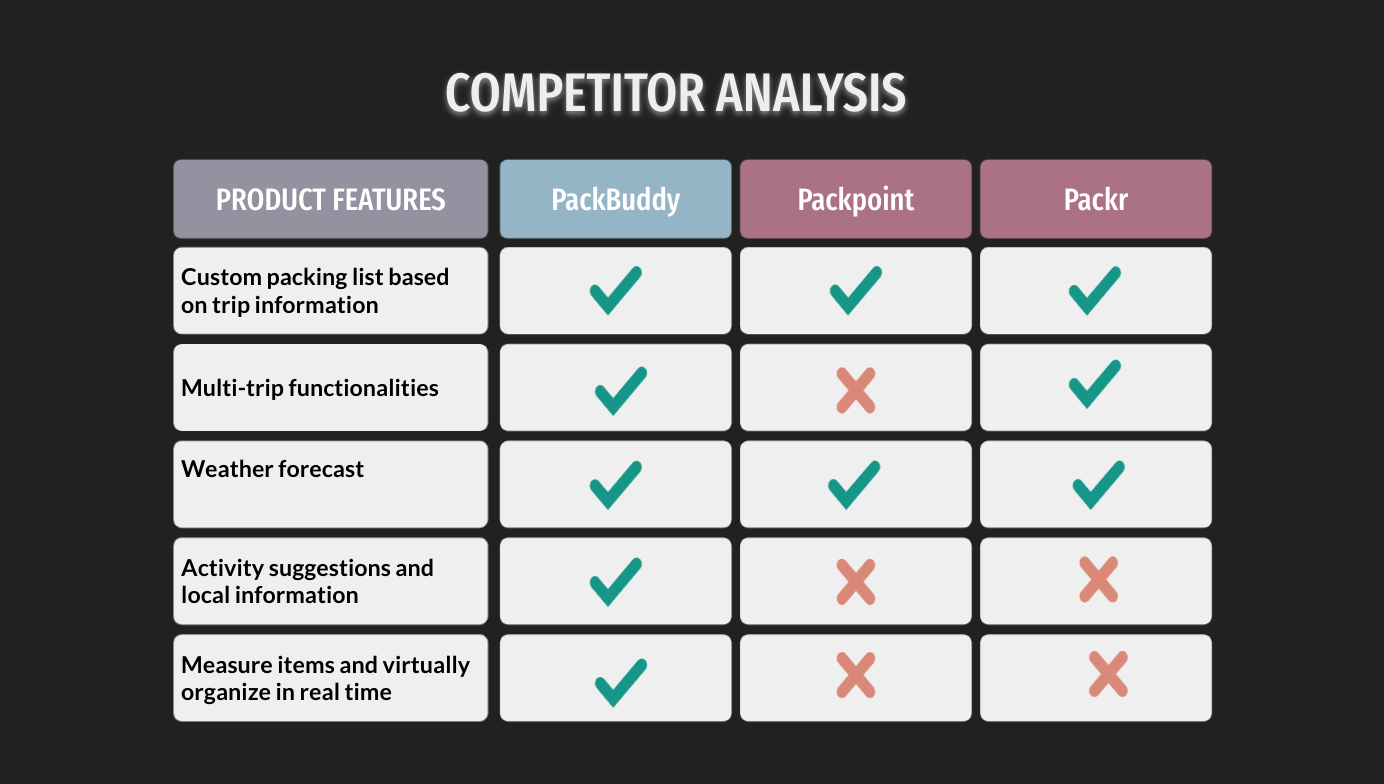 COMPETITOR ANALYSIS
PRODUCT FEATURES
PackBuddy
Packpoint
Packr
Custom packing list based
on trip information
Multi-trip functionalities
Weather forecast
Activity suggestions and
local information
Measure items and virtually
organize in real time